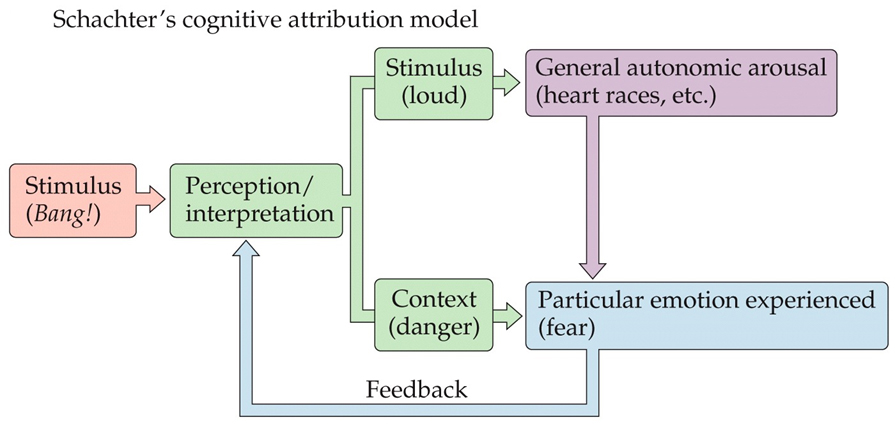 Schachter's cognitive attribution model
Stimulus
(Bang!)
Perception/
interpretation
Stimulus
(loud)
General autonomic arousal
(heart races, etc.)
Context
(danger)
Particular emotion experienced
(fear)
Feedback